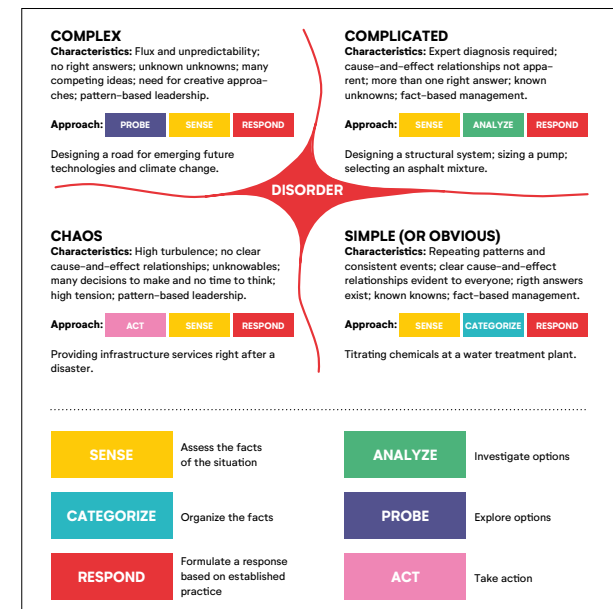 COMPLEX
Characteristics: Flux and unpredictability;
no right answers; unknown unknowns; many
competing ideas; need for creative approa-
ches; pattern-based leadership.
Approach: PROBE SENSE RESPOND
Designing a road for emerging future
technologies and climate change.
COMPLICATED
Characteristics: Expert diagnosis required;
cause-and-effect relationships not appa-
rent; more than one right answer; known
unknowns; fact-based management.
Approach: SENSE ANALYZE RESPOND
Designing a structural system; sizing a pump;
selecting an asphalt mixture.
DISORDER
CHAOS
Characteristics: High turbulence; no clear
cause-and-effect relationships; unknowables;
many decisions to make and no time to think;
high tension; pattern-based leadership.
Approach: ACT SENSE RESPOND
Providing infrastructure services right after a
disaster.
SIMPLE (OR OBVIOUS)
Characteristics: Repeating patterns and
consistent events; clear cause-and-effect
relationships evident to everyone; rigth answers
exist; known knowns; fact-based management.
Approach: SENSE CATEGORIZE RESPOND
Titrating chemicals at a water treatment plant.
SENSE
Assess the facts
of the situation
ANALYZE
Investigate options
CATEGORIZE
Organize the facts
PROBE
Explore options
RESPOND
Formulate a response
based on established
practice
ACT
Take action